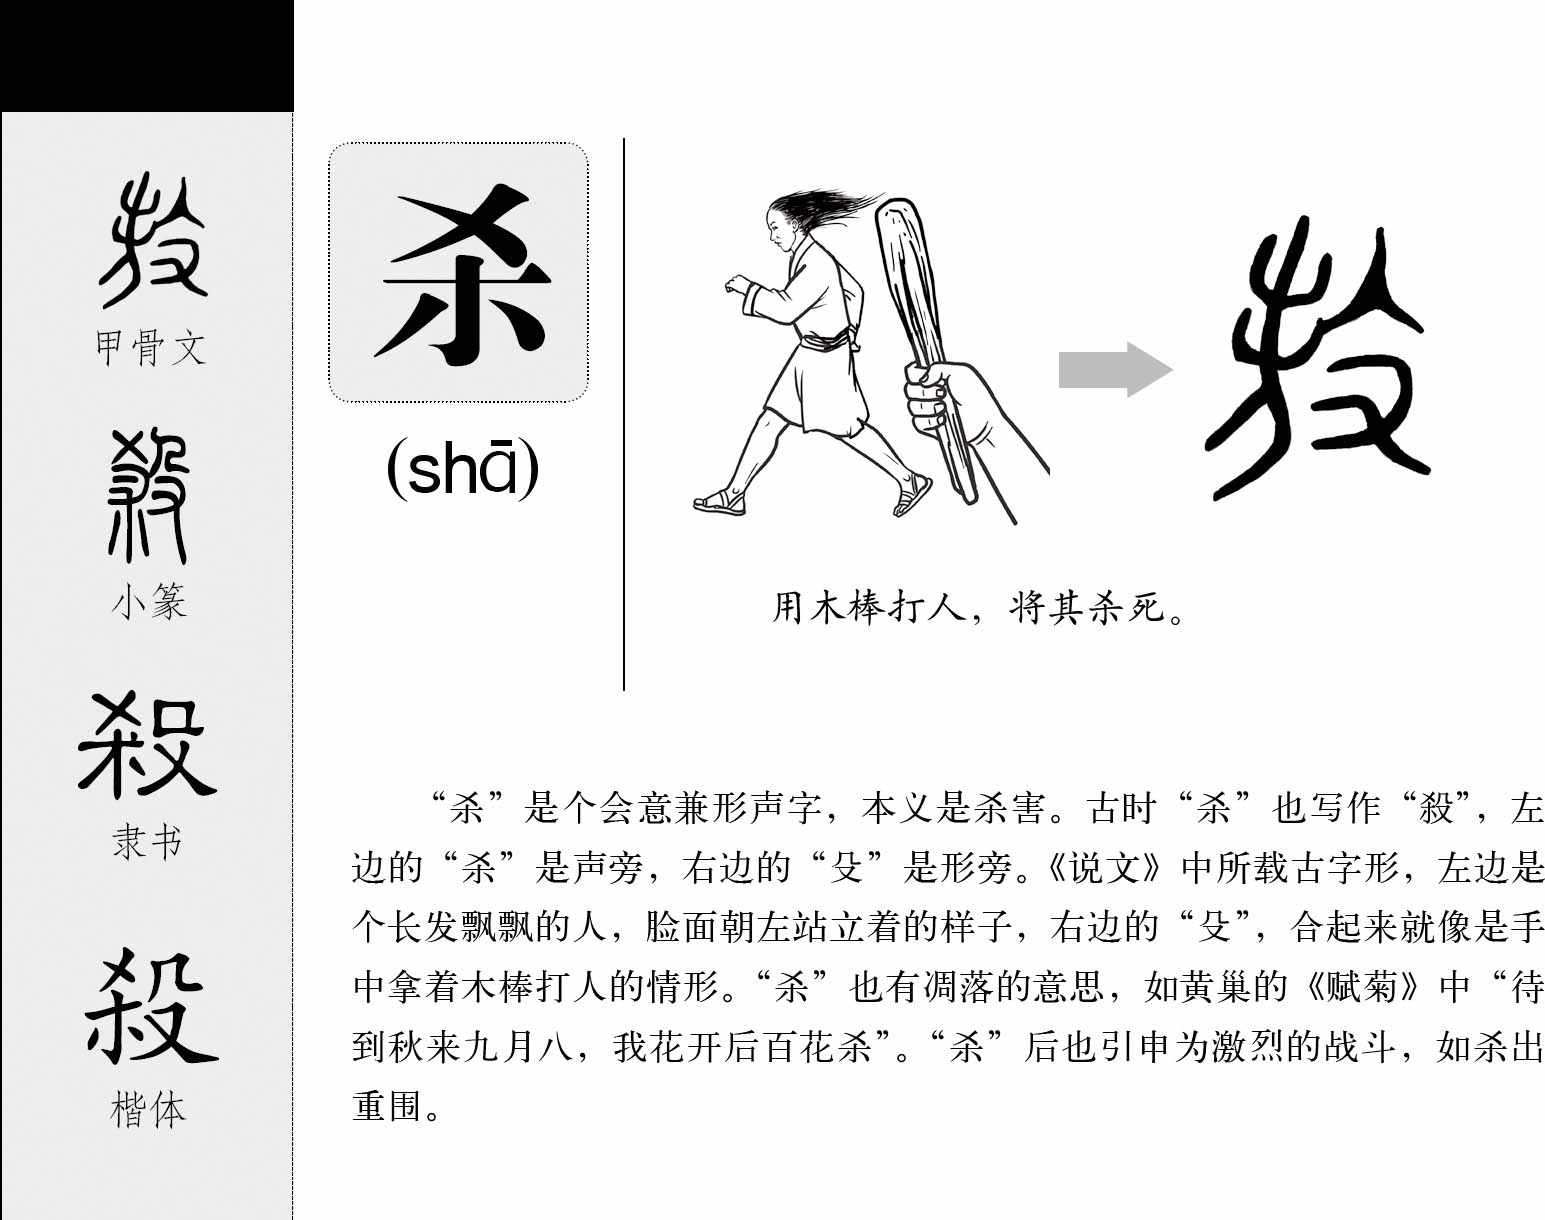 甲骨文
殺
小篆
殺
隶书
殺
楷体
杀
(shā)
用木棒打人，将其杀死。
“杀”是个会意兼形声字，本义是杀害。古时“杀”也写作“殺”，左
边的“杀”是声旁，右边的“殳”是形旁。《说文》中所载古字形，左边是
个长发飘飘的人，脸面朝左站立着的样子，右边的“殳”，合起来就像是手
中拿着木棒打人的情形。“杀”也有凋落的意思，如黄巢的《赋菊》中“待
到秋来九月八，我花开后百花杀”。“杀”后也引申为激烈的战斗，如杀出
重围。